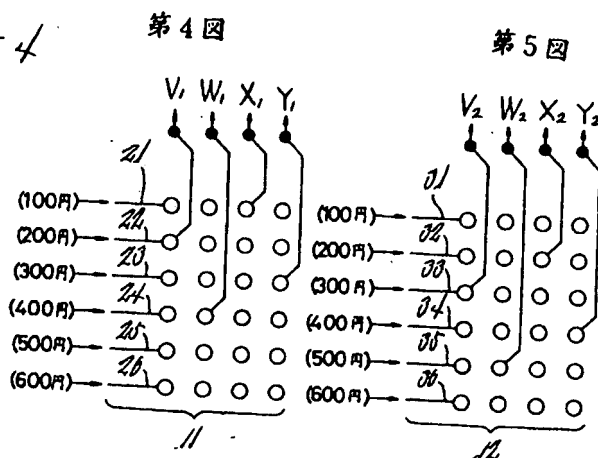 4
第4図
V₁ W₁ X₁ Y₁
21
(100円)
22
(200円)
23
(300円)
24
(400円)
25
(500円)
26
(600円)
11
第5図
V₂ W₂ X₂ Y₂
31
(100円)
32
(200円)
33
(300円)
34
(400円)
35
(500円)
36
(600円)
12